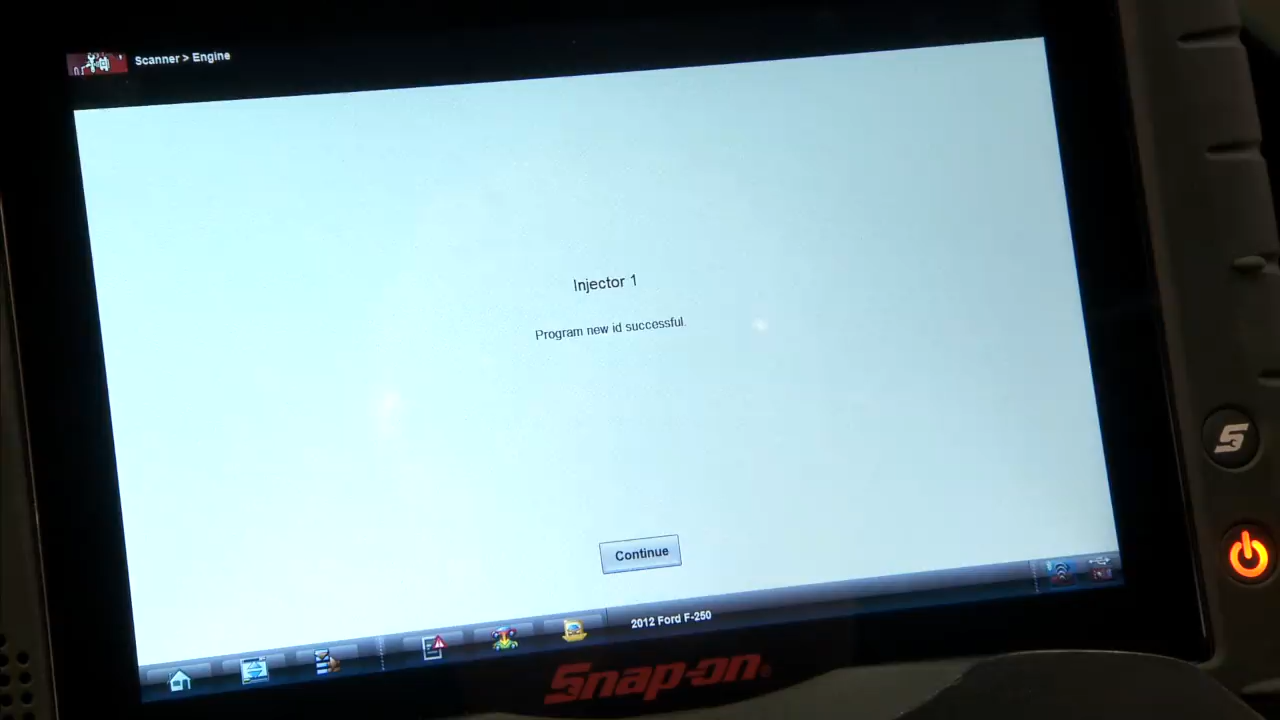 Scanner > Engine
Injector 1
Program new id successful.
Continue
2012 Ford F-250
Snap-on